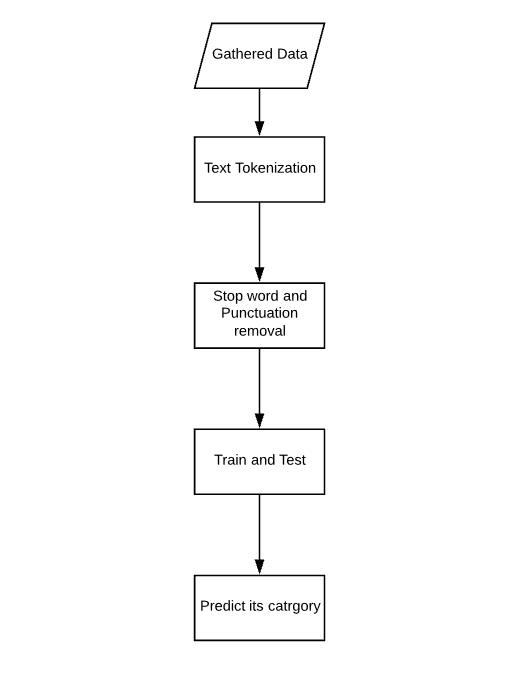 Gathered Data
Text Tokenization
Stop word and
Punctuation
removal
Train and Test
Predict its catrgory